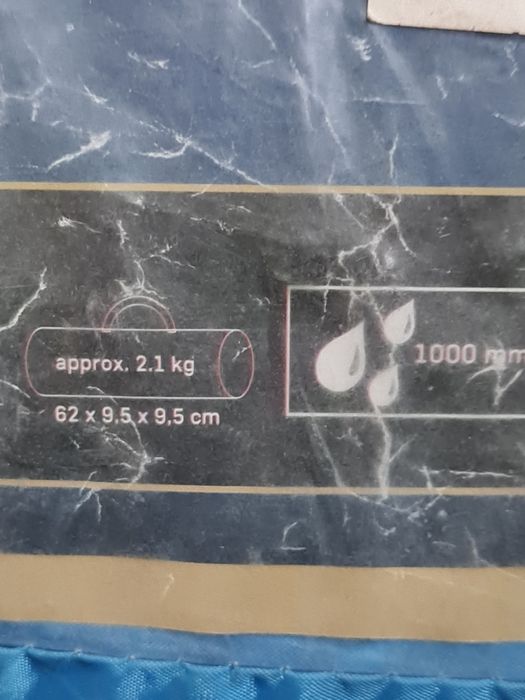 approx. 2.1 kg
62 x 9,5 x 9,5 cm
1000 mm